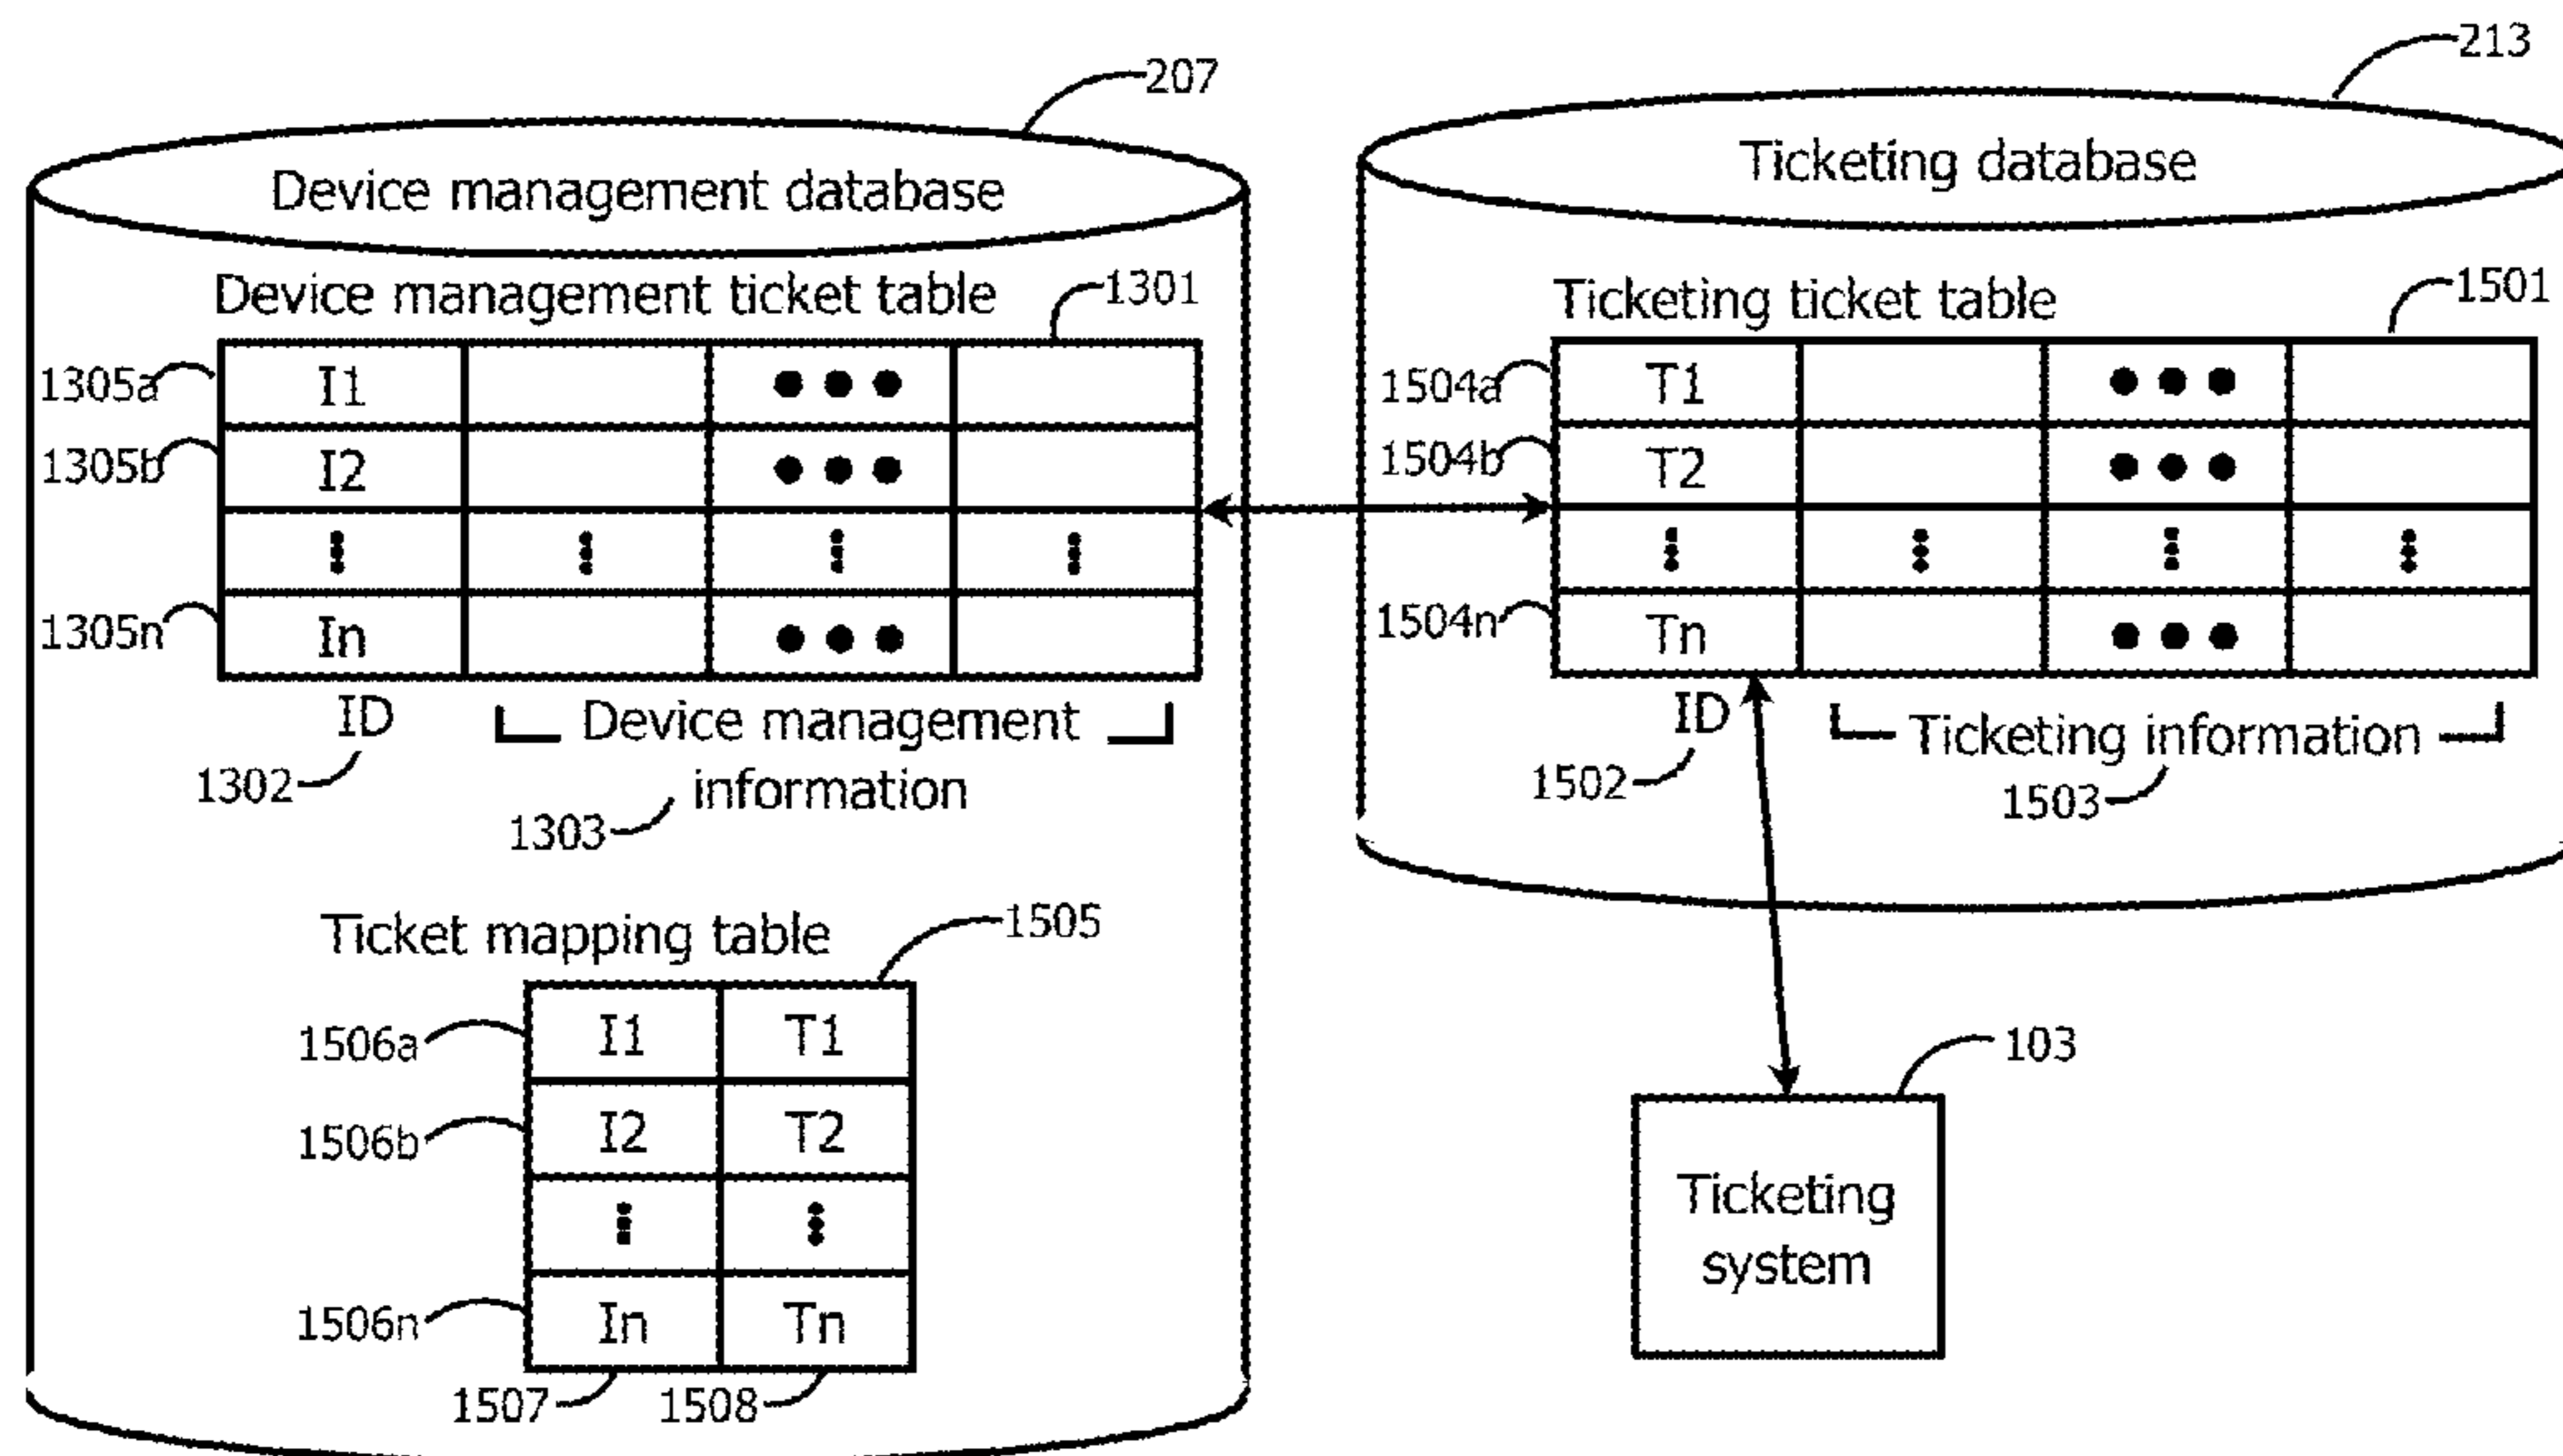 207
213
Device management database
Ticketing database
Device management ticket table
1301
Ticketing ticket table
1501
1305a
I1
1305b
I2
1305n
In
ID
1302
Device management
information
1303
1504a
T1
1504b
T2
1504n
Tn
ID
1502
Ticketing information
1503
Ticket mapping table
1505
1506a
I1
T1
1506b
I2
T2
1506n
In
Tn
1507
1508
103
Ticketing
system